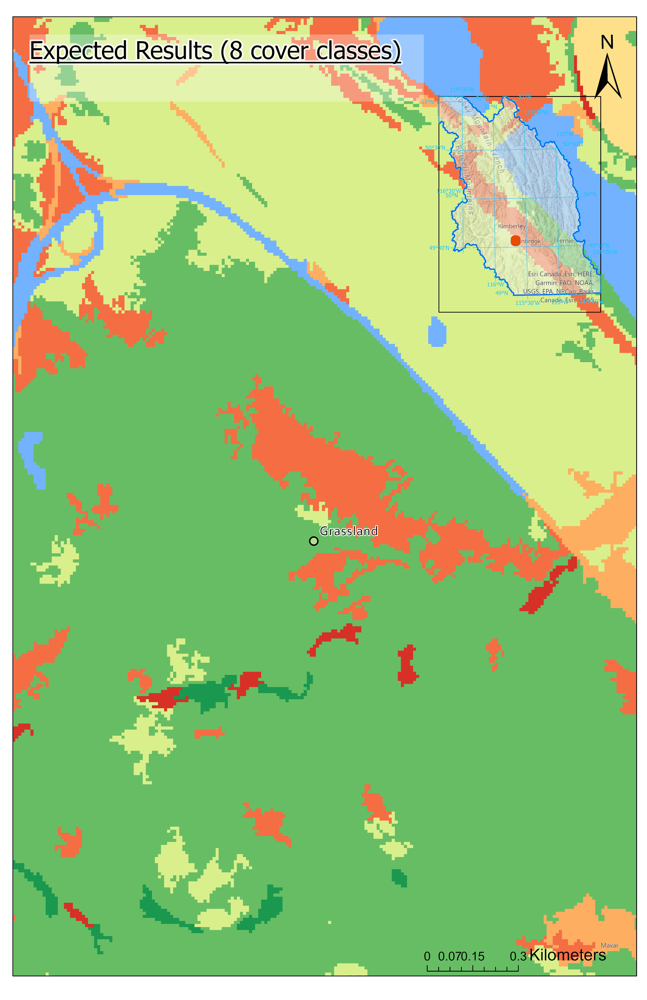 Expected Results (8 cover classes)
N
116°30'W
51°N
51°N
51°N
51°N
Rocky Mountain Trench
115°30'W
115°W
50°30'N
50°30'N
Purcell Mountains
116°30'W
50°N
50°N
Kimberley
nbrook
Fernie
49°30'N
49°30'N
114°30'W
Esri Canada, Esri, HERE,
Garmin, FAO, NOAA,
USGS, EPA, NRCan, Parks
Canada, Esri, USGS
116°W
49°N
115°30'W
115°W
Grassland
Maxar
0 0.07 0.15 0.3 Kilometers